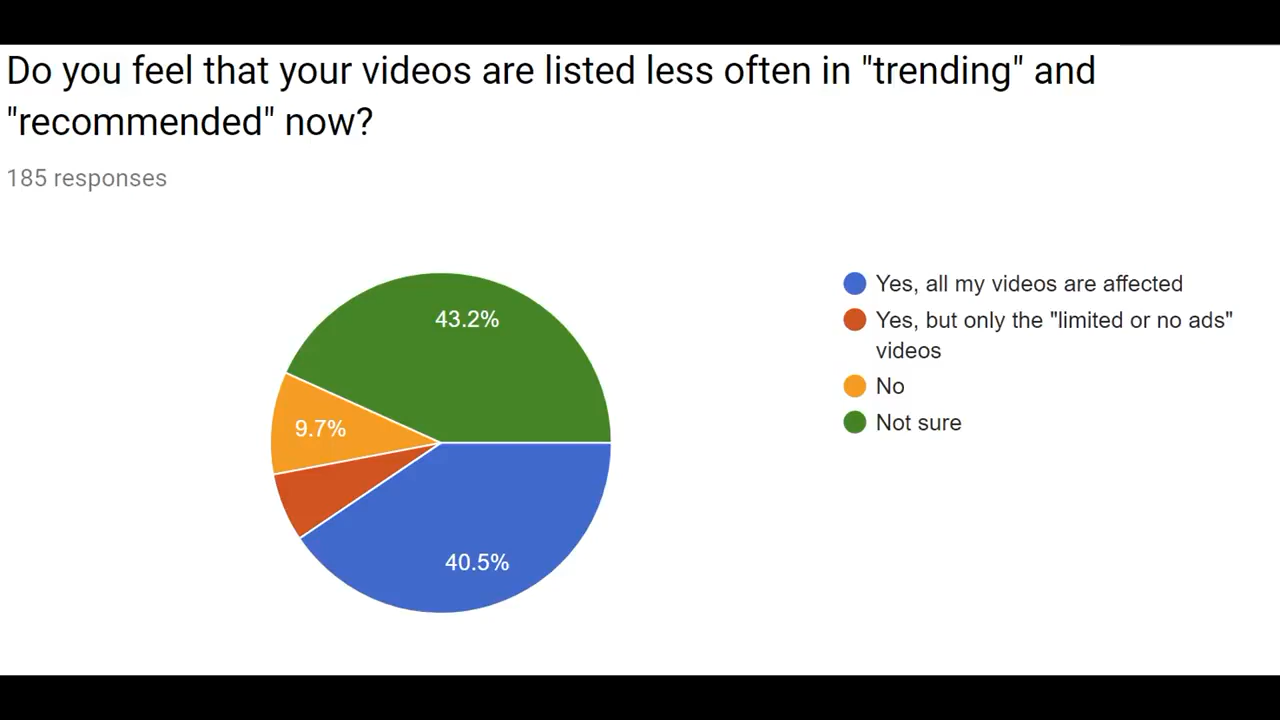 Do you feel that your videos are listed less often in "trending" and
"recommended" now?
185 responses
43.2%
9.7%
40.5%
Yes, all my videos are affected
Yes, but only the "limited or no ads"
videos
No
Not sure